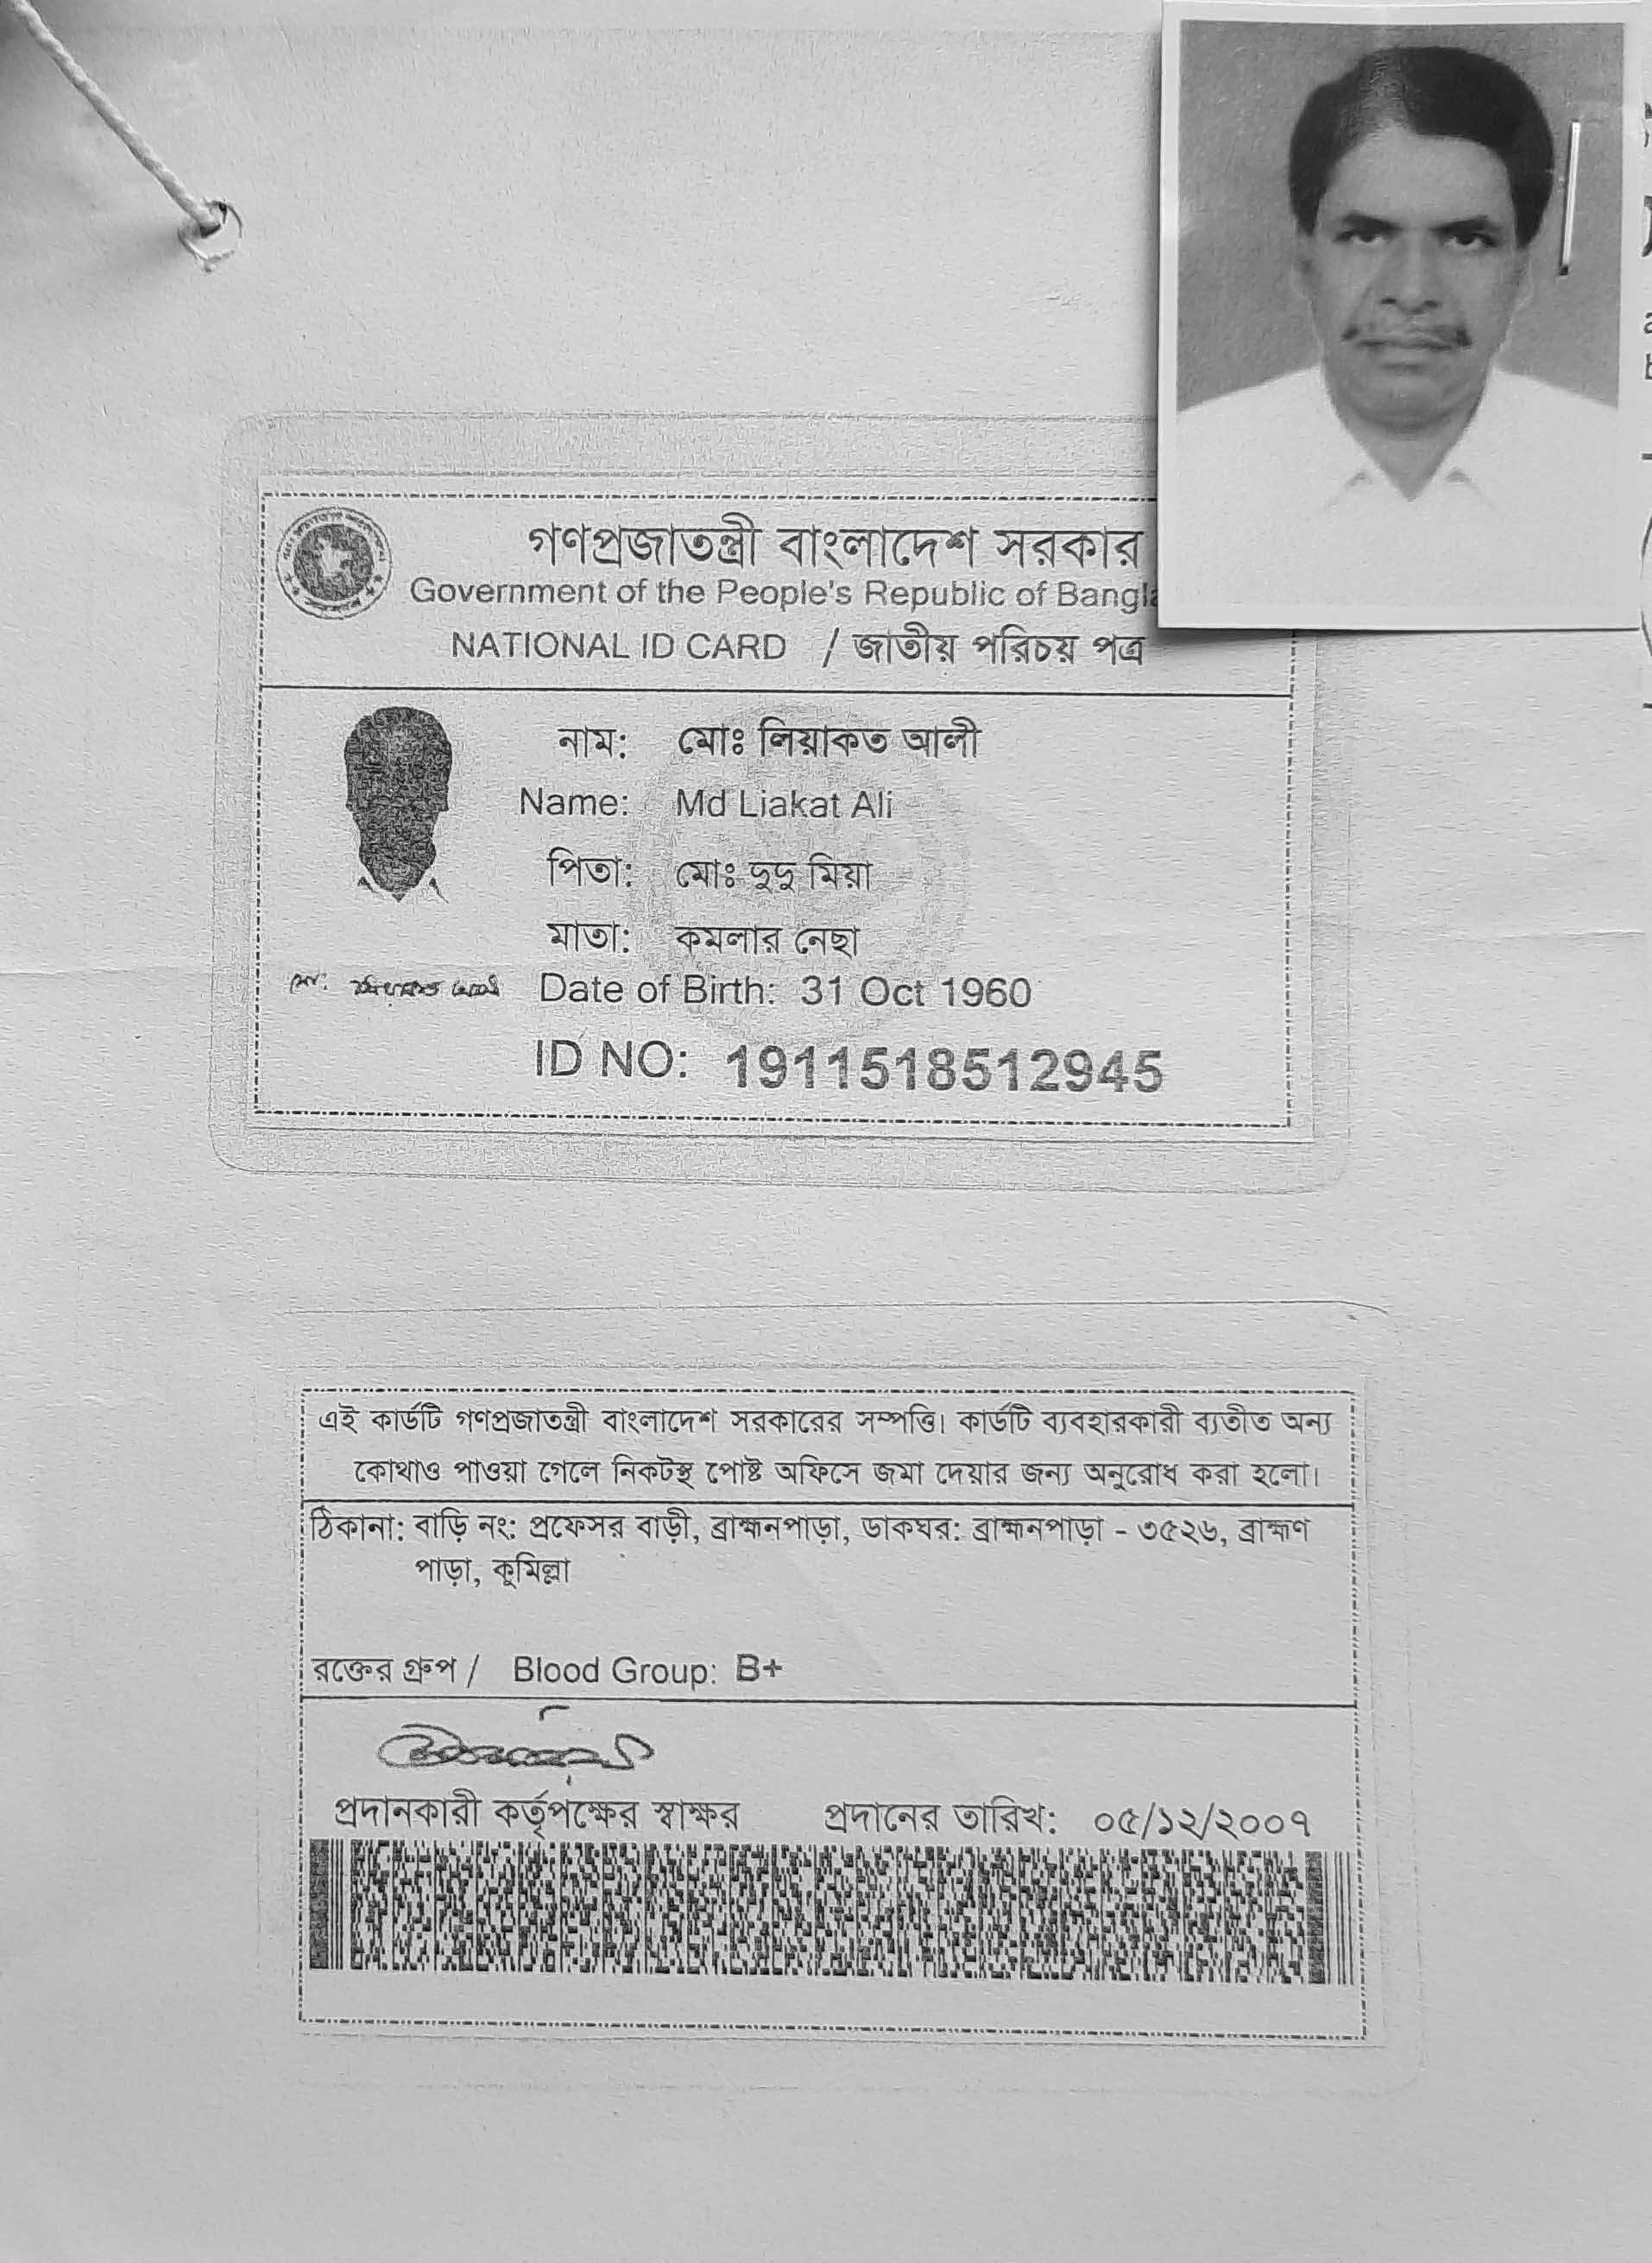 গণপ্রজাতন্ত্রী বাংলাদেশ সরকার
Government of the People's Republic of
NATIONAL ID CARD / জাতীয় পরিচয় পত্র
নাম: মোঃ লিয়াকত আলী
Name: Md Liakat Ali
পিতা: মোঃ দুদু মিয়া
মাতা: কমলার নেছা
Date of Birth: 31 Oct 1960
ID NO: 1911518512945
এই কার্ডটি গণপ্রজাতন্ত্রী বাংলাদেশ সরকারের সম্পত্তি। কার্ডটি ব্যবহারকারী ব্যতীত অন্য
কোথাও পাওয়া গেলে নিকটস্থ পোষ্ট অফিসে জমা দেয়ার জন্য অনুরোধ করা হলো।
ঠিকানা: বাড়ি নং: প্রফেসর বাড়ী, ব্রাহ্মনপাড়া, ডাকঘর: ব্রাহ্মনপাড়া - ৩৫২৬, ব্রাহ্মণ
পাড়া, কুমিল্লা
রক্তের গ্রুপ / Blood Group: B+
প্রদানকারী কর্তৃপক্ষের স্বাক্ষর প্রদানের তারিখ: ০৫/১২/২০০৭